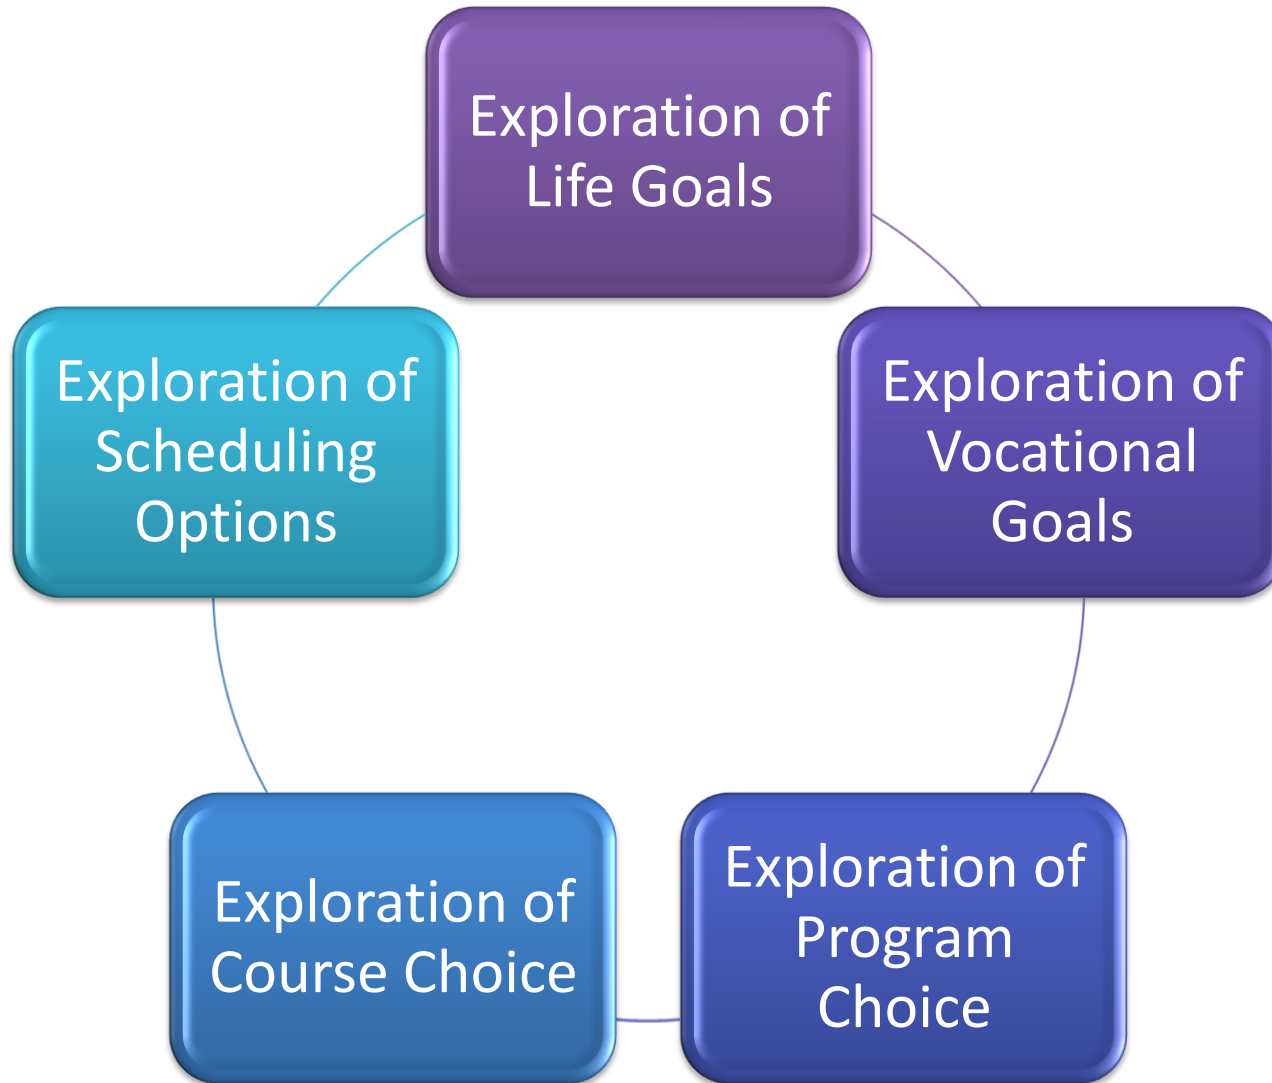 Exploration of
Life Goals
Exploration of
Vocational
Goals
Exploration of
Program
Choice
Exploration of
Course Choice
Exploration of
Scheduling
Options